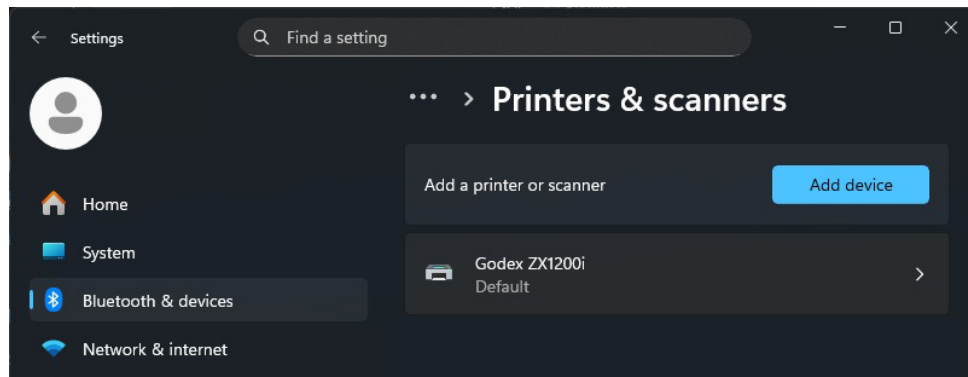 Settings
Find a setting
Home
System
Bluetooth & devices
Network & internet
••• > Printers & scanners
Add a printer or scanner
Add device
Godex ZX1200i
Default